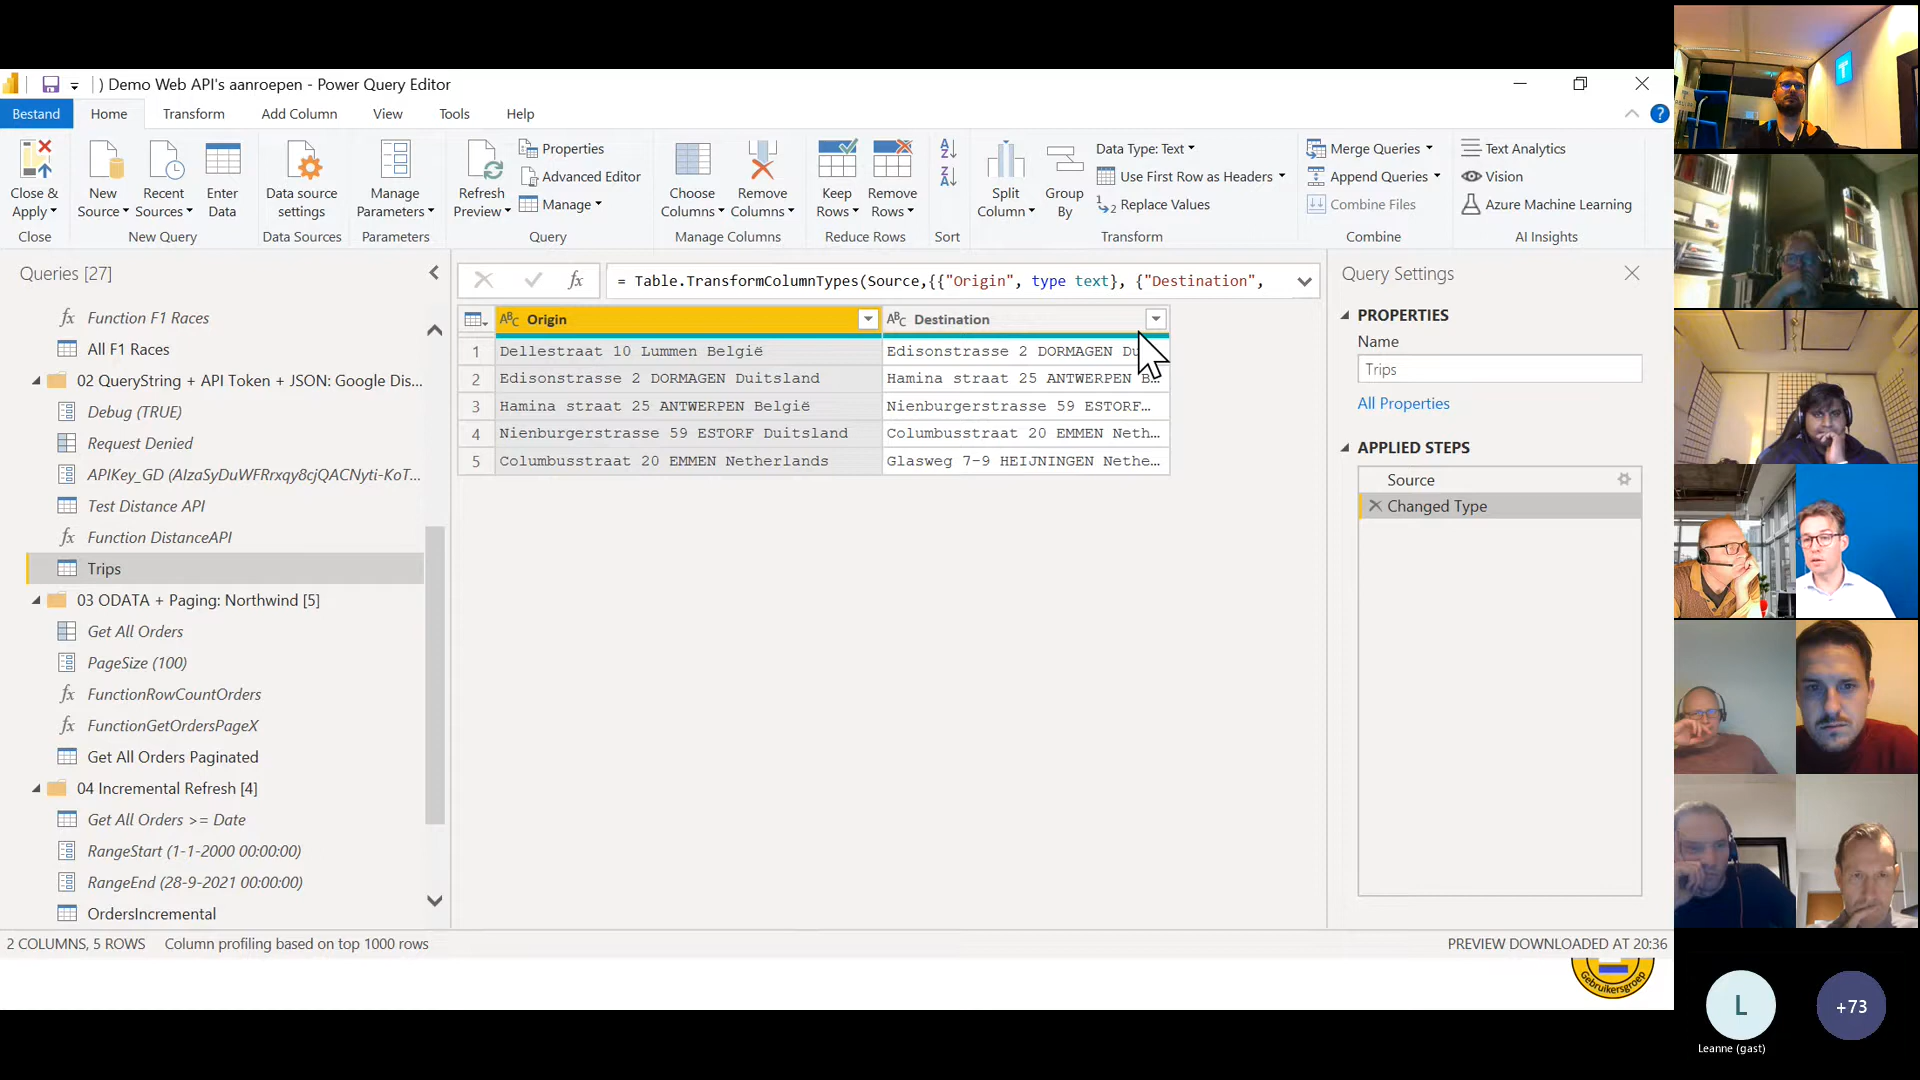 ) Demo Web API's aanroepen - Power Query Editor
Bestand Home Transform Add Column View Tools Help
Close & Apply
New Source
Recent Sources
Enter Data
Data source settings
Manage Parameters
Refresh Preview
Properties
Advanced Editor
Manage
Choose Columns
Remove Columns
Keep Rows
Remove Rows
Split Column
Group By
Data Type: Text
Use First Row as Headers
Replace Values
Merge Queries
Append Queries
Combine Files
Text Analytics
Vision
Azure Machine Learning
Close New Query Data Sources Parameters Query Manage Columns Reduce Rows Sort Transform Combine AI Insights
Queries [27]
fx Function F1 Races
All F1 Races
02 QueryString + API Token + JSON: Google Dis...
Debug (TRUE)
Request Denied
APIKey_GD (AIzaSyDuWFRrxqy8cjQACNyti-KoT...
Test Distance API
fx Function DistanceAPI
Trips
03 ODATA + Paging: Northwind [5]
Get All Orders
PageSize (100)
fx FunctionRowCountOrders
fx FunctionGetOrdersPageX
Get All Orders Paginated
04 Incremental Refresh [4]
Get All Orders >= Date
RangeStart (1-1-2000 00:00:00)
RangeEnd (28-9-2021 00:00:00)
OrdersIncremental
fx = Table.TransformColumnTypes(Source,{{"Origin", type text}, {"Destination",
ABC Origin ABC Destination
1 Dellestraat 10 Lummen België Edisonstrasse 2 DORMAGEN
2 Edisonstrasse 2 DORMAGEN Duitsland Hamina straat 25 ANTWERPEN B...
3 Hamina straat 25 ANTWERPEN België Nienburgerstrasse 59 ESTORF...
4 Nienburgerstrasse 59 ESTORF Duitsland Columbusstraat 20 EMMEN Neth...
5 Columbusstraat 20 EMMEN Netherlands Glasweg 7-9 HEIJNINGEN Nethe...
Query Settings
PROPERTIES
Name
Trips
All Properties
APPLIED STEPS
Source
Changed Type
2 COLUMNS, 5 ROWS Column profiling based on top 1000 rows PREVIEW DOWNLOADED AT 20:36
Gebruikersgroep
L
Leanne (gast)
+73